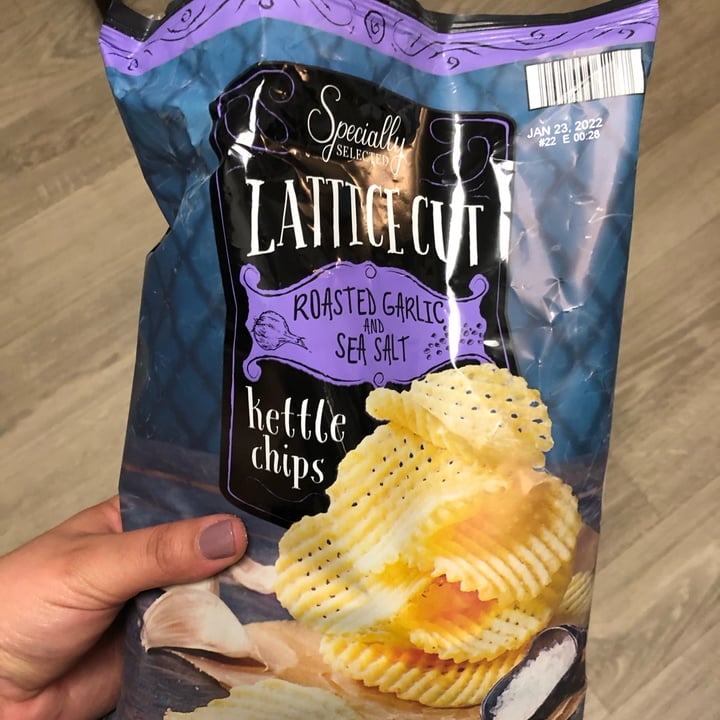 JAN 23, 2022
#22 E 00:28
Specially
SELECTED
LATTICE CUT
ROASTED GARLIC
AND
SEA SALT
kettle
chips